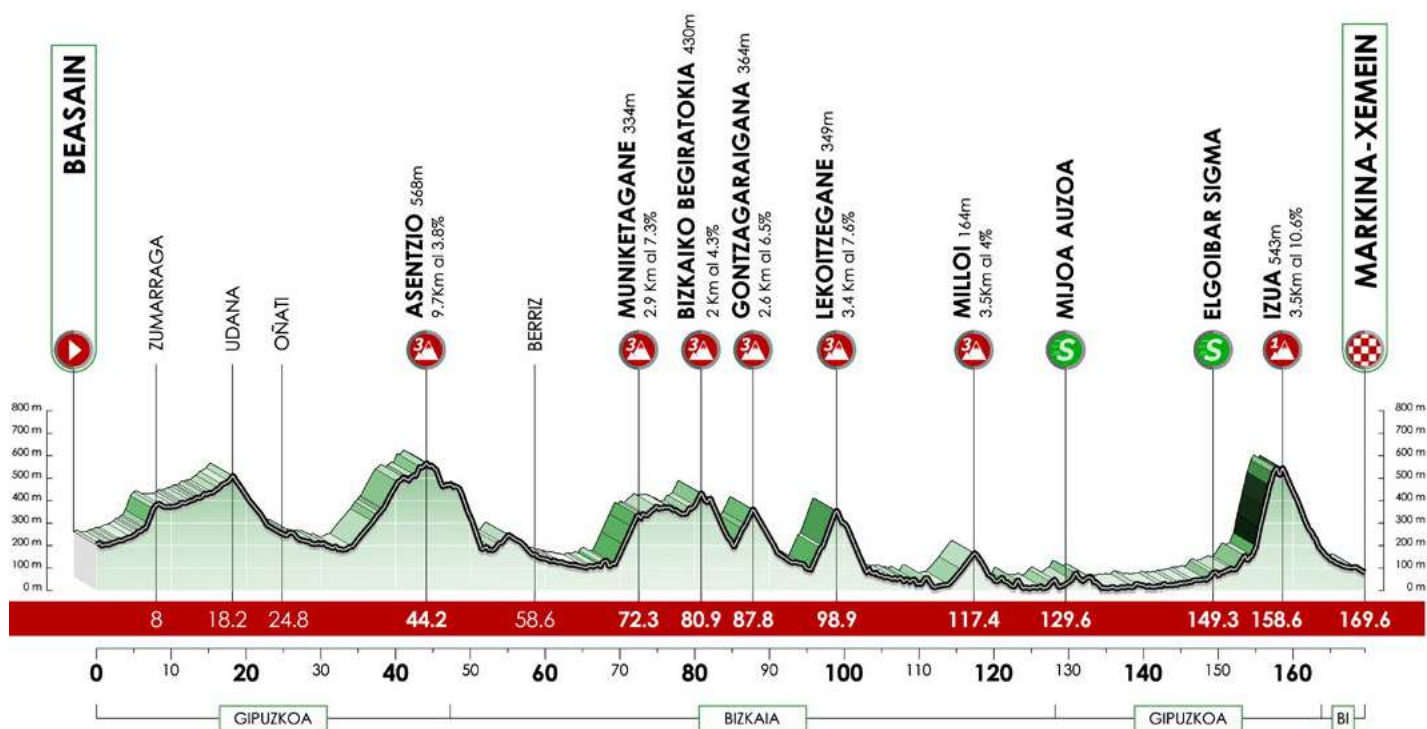 BEASAIN
ZUMARRAGA
UDANA
OÑATI
ASENTZIO 568m
9.7Km al 3.8%
BERRIZ
MUNIKETAGANE 334m
2.9 Km al 7.3%
BIZKAIKO BEGIRATOKIA 430m
2 Km al 4.3%
GONTZAGARAIGANA 364m
2.6 Km al 6.5%
LEKOITZEGANE 349m
3.4 Km al 7.6%
MILLOI 164m
3.5Km al 4%
MIJOA AUZOA
ELGOIBAR SIGMA
IZUA 543m
3.5Km al 10.6%
MARKINA-XEMEIN
3 3 3 3 3 3 S S 1
800 m 800 m
700 m 700 m
600 m 600 m
500 m 500 m
400 m 400 m
300 m 300 m
200 m 200 m
100 m 100 m
0 m 0 m
8 18.2 24.8 44.2 58.6 72.3 80.9 87.8 98.9 117.4 129.6 149.3 158.6 169.6
0 10 20 30 40 50 60 70 80 90 100 110 120 130 140 150 160
GIPUZKOA BIZKAIA GIPUZKOA BI